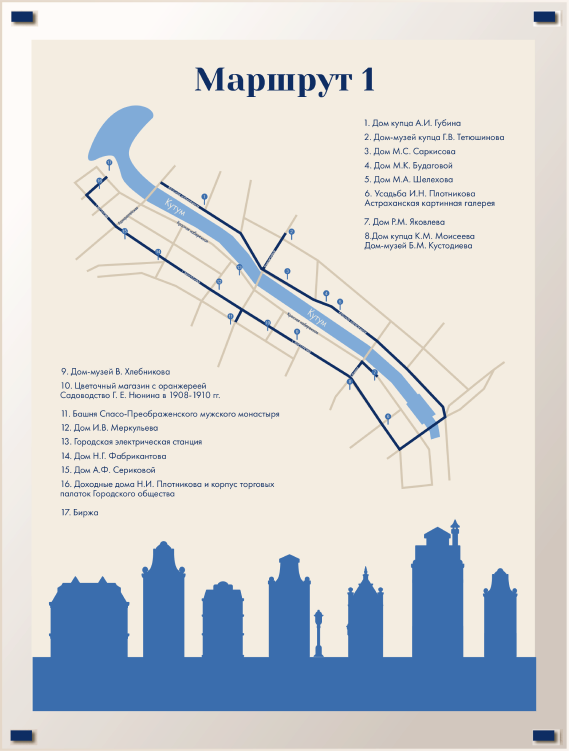 Маршрут 1
1. Дом купца А.И. Губина
2. Дом-музей купца Г.В. Тетюшинова
3. Дом М.С. Саркисова
4. Дом М.К. Будаговой
5. Дом М.А. Шелехова
6. Усадьба И.Н. Плотникова
Астраханская картинная галерея
7. Дом Р.М. Яковлева
8.Дом купца К.М. Моисеева
Дом-музей Б.М. Кустодиева
Кутум
Кутум
9. Дом-музей В. Хлебникова
10. Цветочный магазин с оранжереей
Садоводство Г. Е. Нюнина в 1908-1910 гг.
11. Башня Спасо-Преображенского мужского монастыря
12. Дом И.В. Меркульева
13. Городская электрическая станция
14. Дом Н.Г. Фабрикантова
15. Дом А.Ф. Сериковой
16. Доходные дома Н.И. Плотникова и корпус торговых
палаток Городского общества
17. Биржа